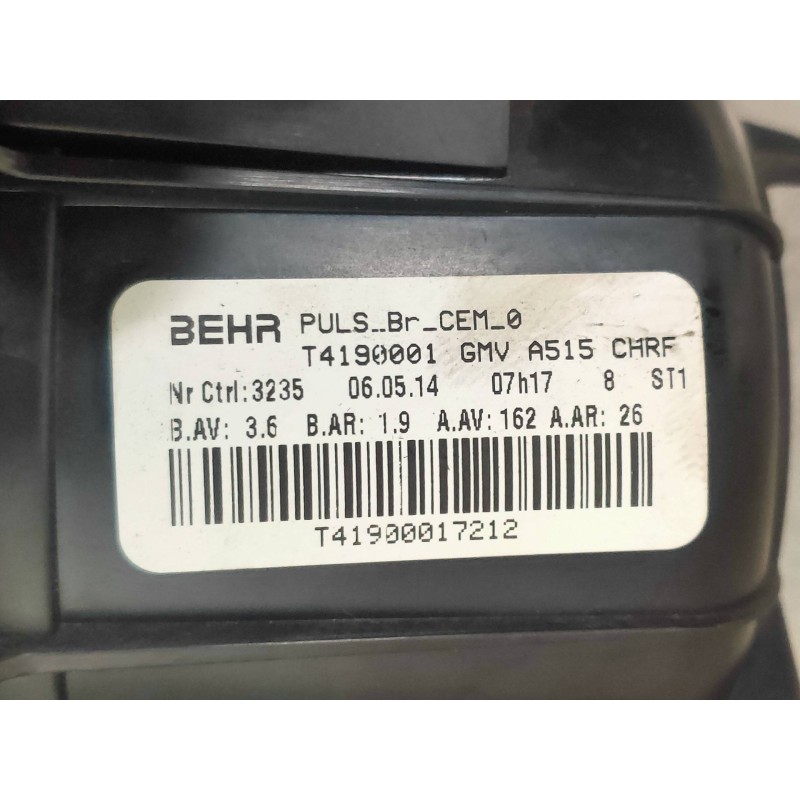 BEHR PULS_Br_CEM_0
T4190001 GMV A515 CHRF
Nr Ctrl:3235 06.05.14 07h17 8 ST1
B.AV: 3.6 B.AR: 1.9 A.AV: 162 A.AR: 26
T41900017212